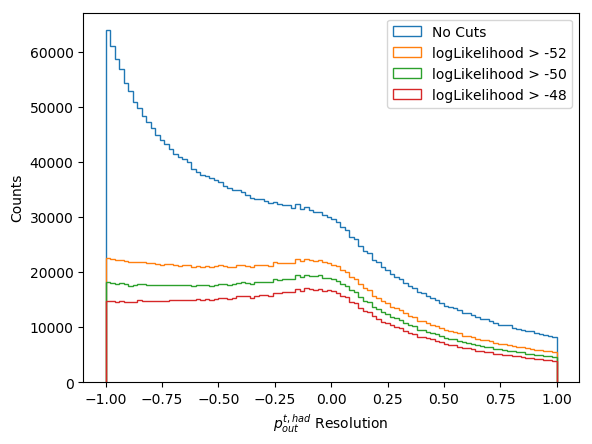 No Cuts
logLikelihood > -52
logLikelihood > -50
logLikelihood > -48
Counts
60000
50000
40000
30000
20000
10000
0
−1.00 −0.75 −0.50 −0.25 0.00 0.25 0.50 0.75 1.00
$p_{out}^{t,had}$ Resolution